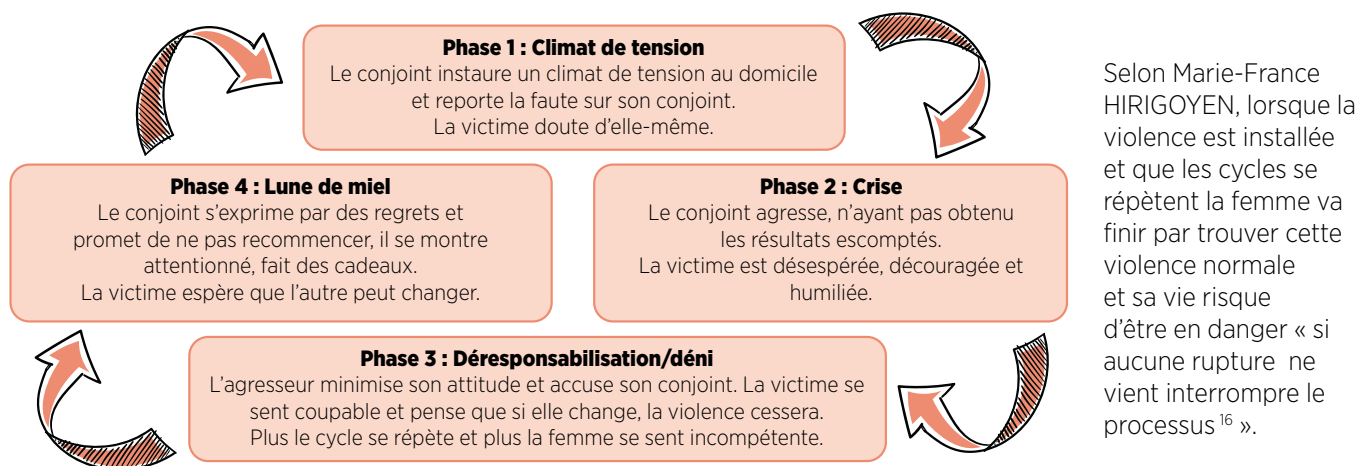 Phase 1 : Climat de tension
Le conjoint instaure un climat de tension au domicile
et reporte la faute sur son conjoint.
La victime doute d'elle-même.
Phase 2 : Crise
Le conjoint agresse, n'ayant pas obtenu
les résultats escomptés.
La victime est désespérée, découragée et
humiliée.
Phase 3 : Déresponsabilisation/déni
L'agresseur minimise son attitude et accuse son conjoint. La victime se
sent coupable et pense que si elle change, la violence cessera.
Plus le cycle se répète et plus la femme se sent incompétente.
Phase 4 : Lune de miel
Le conjoint s'exprime par des regrets et
promet de ne pas recommencer, il se montre
attentionné, fait des cadeaux.
La victime espère que l'autre peut changer.
Selon Marie-France
HIRIGOYEN, lorsque la
violence est installée
et que les cycles se
répètent la femme va
finir par trouver cette
violence normale
et sa vie risque
d'être en danger « si
aucune rupture ne
vient interrompre le
processus 16 ».